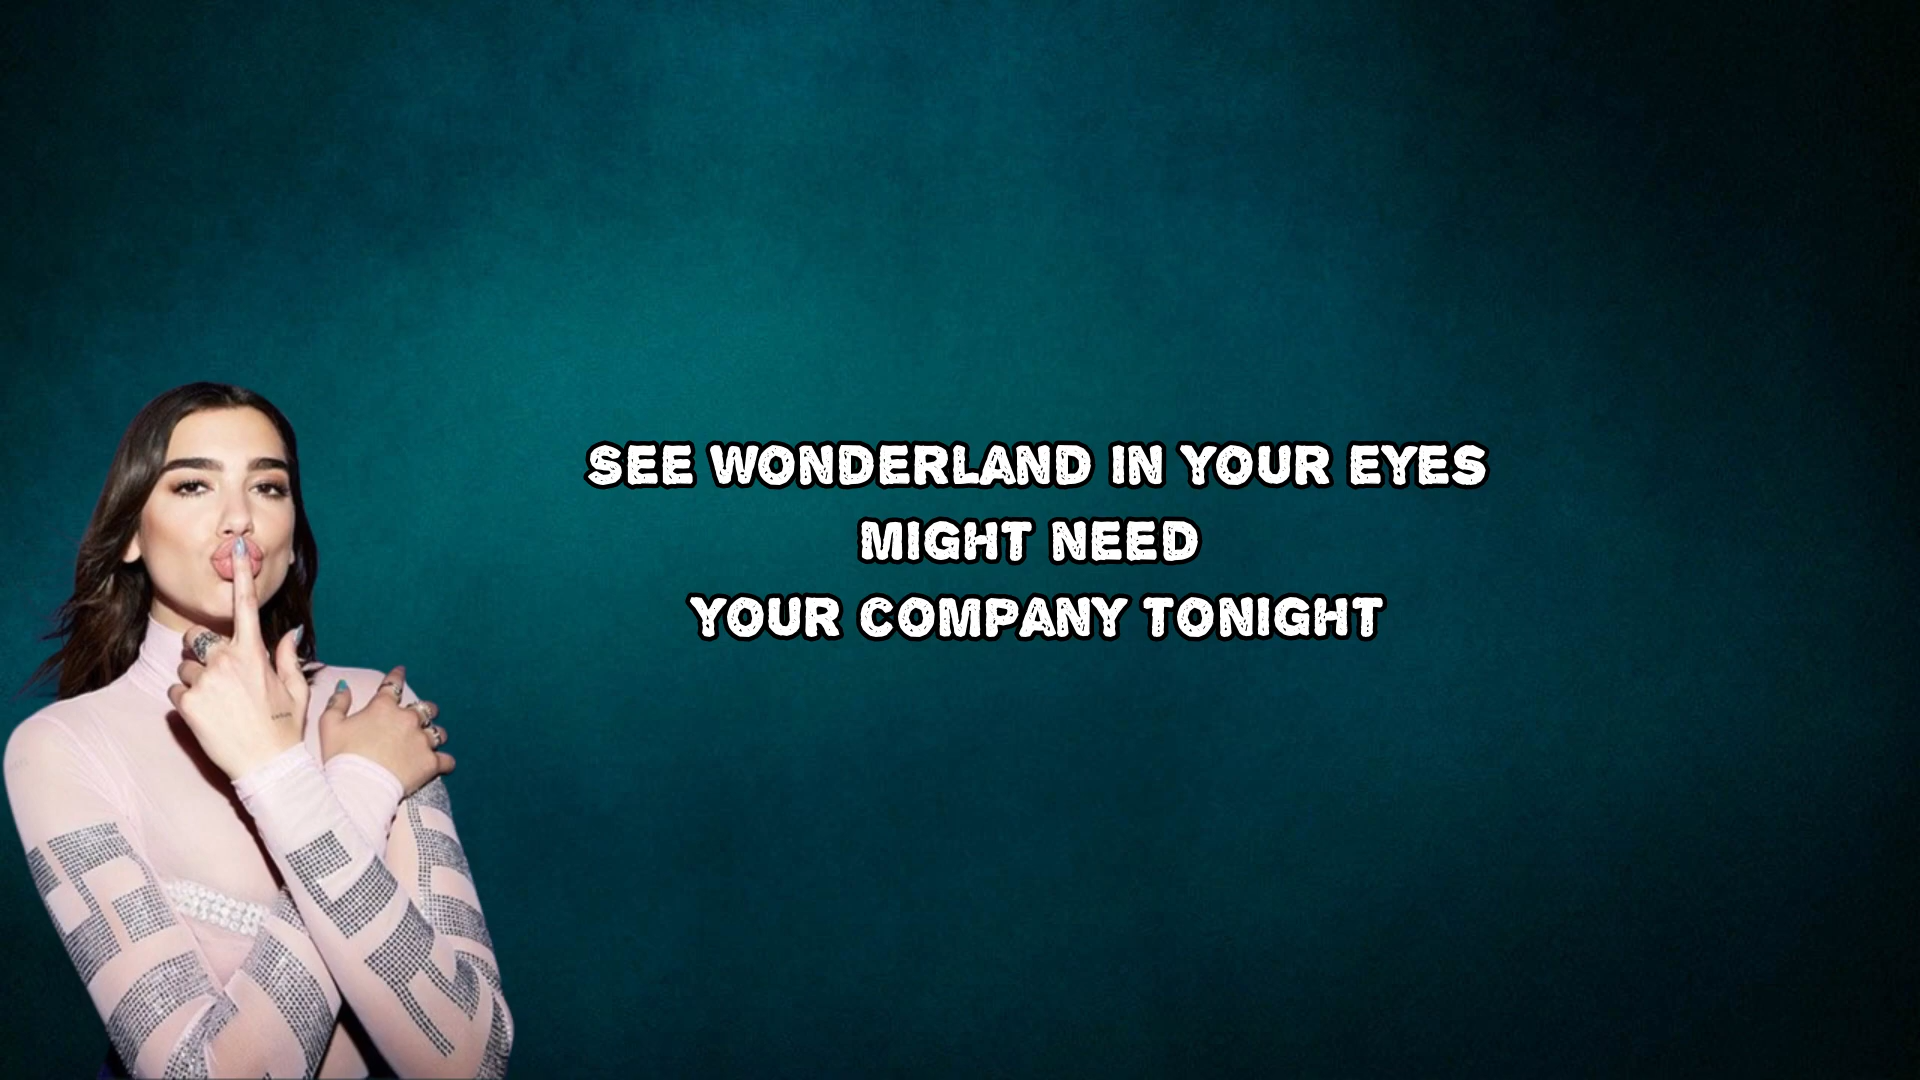 SEE WONDERLAND IN YOUR EYES
MIGHT NEED
YOUR COMPANY TONIGHT